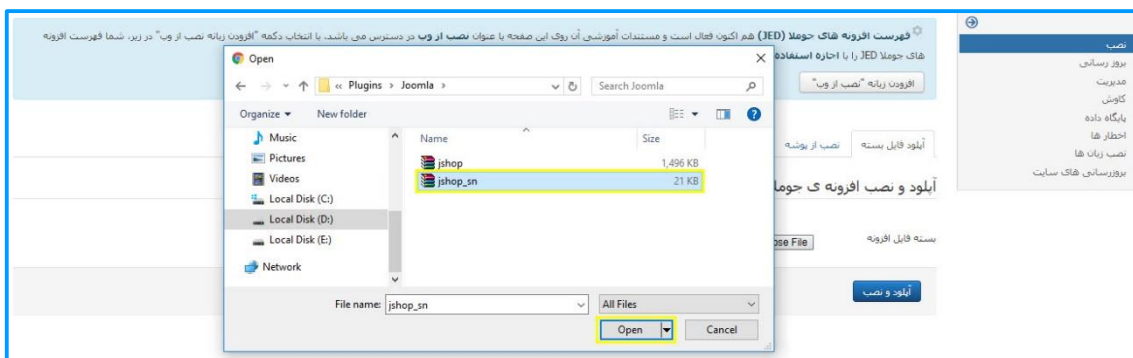 فهرست افزونه های جوملا (JED) هم اکنون فعال است و مستندات آموزشی آن روی این صفحه با عنوان نصب از وب در دسترس می باشد، با انتخاب دکمه "افزودن زبانه نصب از وب" در زیر، شما فهرست افزونه
های جوملا JED را با اجازه استفاده
افزودن زبانه "نصب از وب"
نصب
بروز رسانی
مدیریت
کاوش
پایگاه داده
اخطار ها
نصب زبان ها
بروزرسانی های سایت
آپلود فایل بسته
نصب از پوشه
آپلود و نصب افزونه ی جوملا
بسته فایل افزونه
ose File
آپلود و نصب
Open
« Plugins › Joomla ›
Search Joomla
Organize
New folder
Music
Pictures
Videos
Local Disk (C:)
Local Disk (D:)
Local Disk (E:)
Network
Name Size
jshop 1,496 KB
jshop_sn 21 KB
File name: jshop_sn
All Files
Open
Cancel